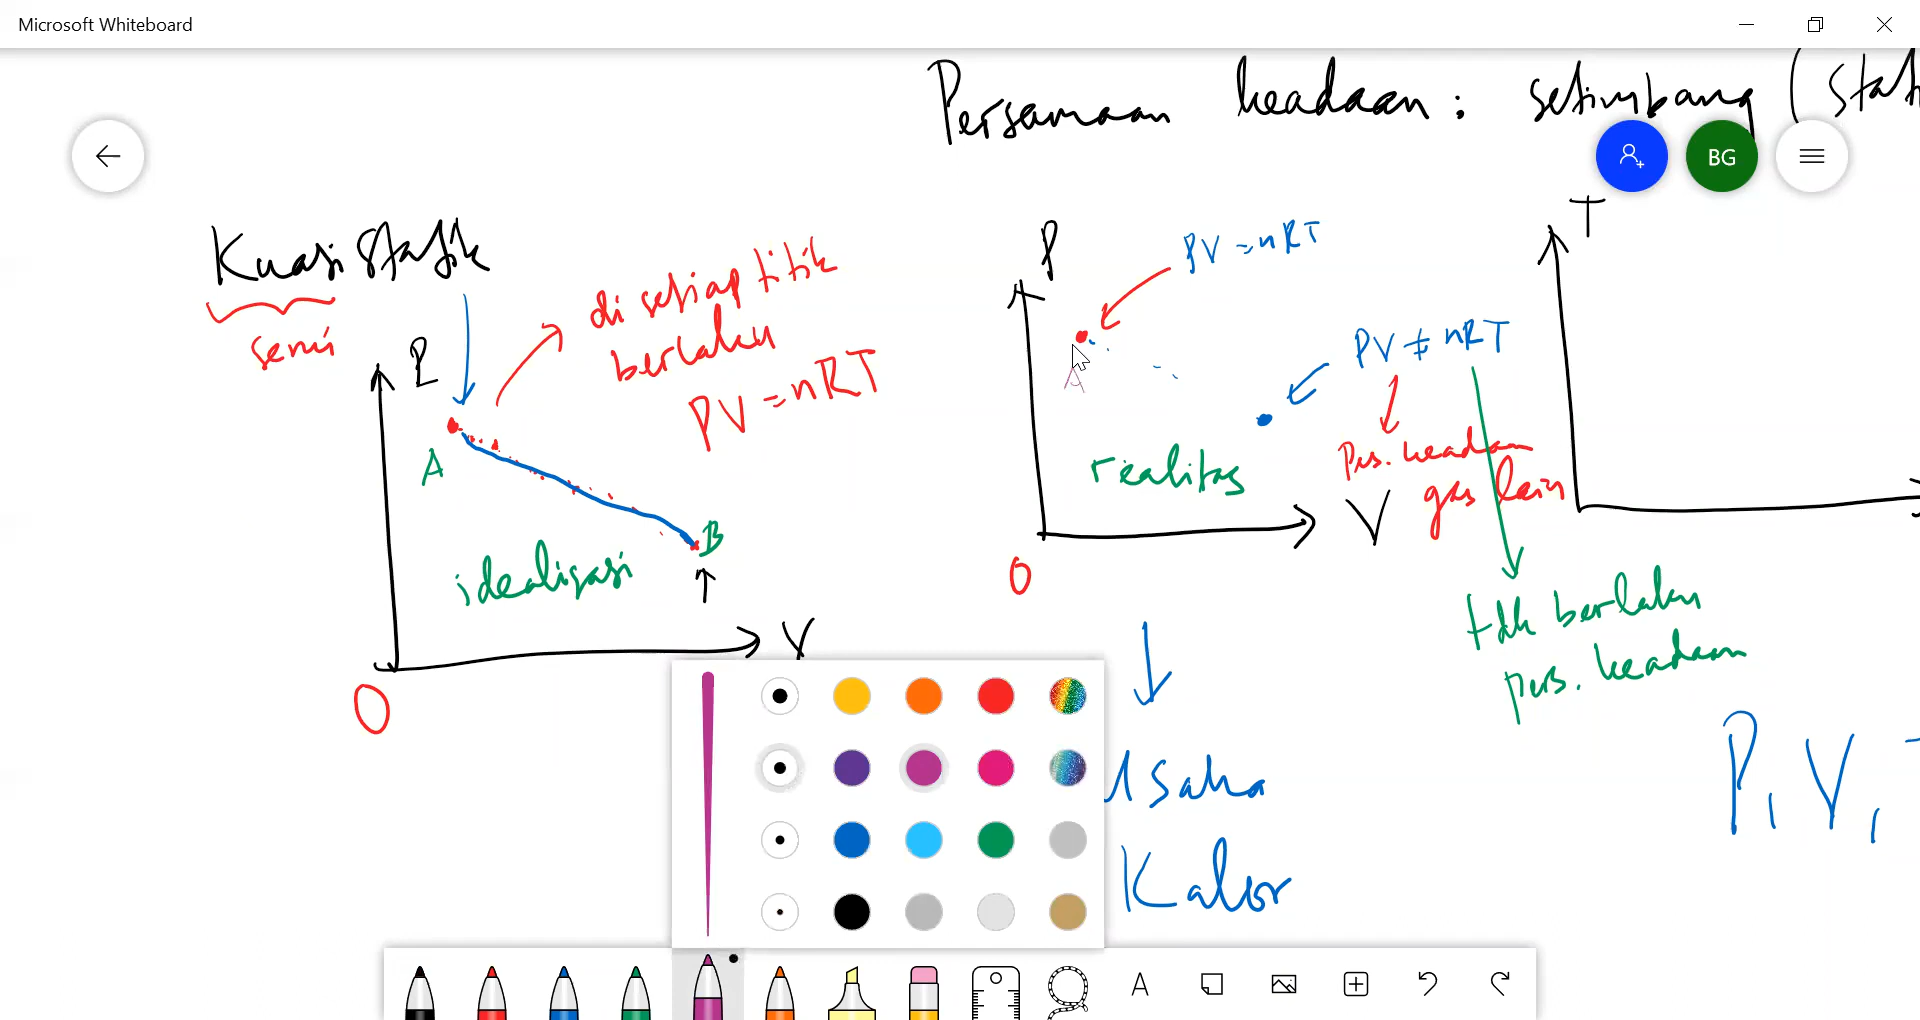 Microsoft Whiteboard
Persamaan keadaan : setimbang (stat
BG
Kuasi statik
semi
di setiap titik
berlaku
PV = nRT
P
A
B
idealisasi
V
O
P
PV = nRT
A
PV ≠ nRT
realitas
Pers. keadaan
gas lain
V
O
tdk berlaku
pers. keadaan
T
Usaha
Kalor
P, V,
A